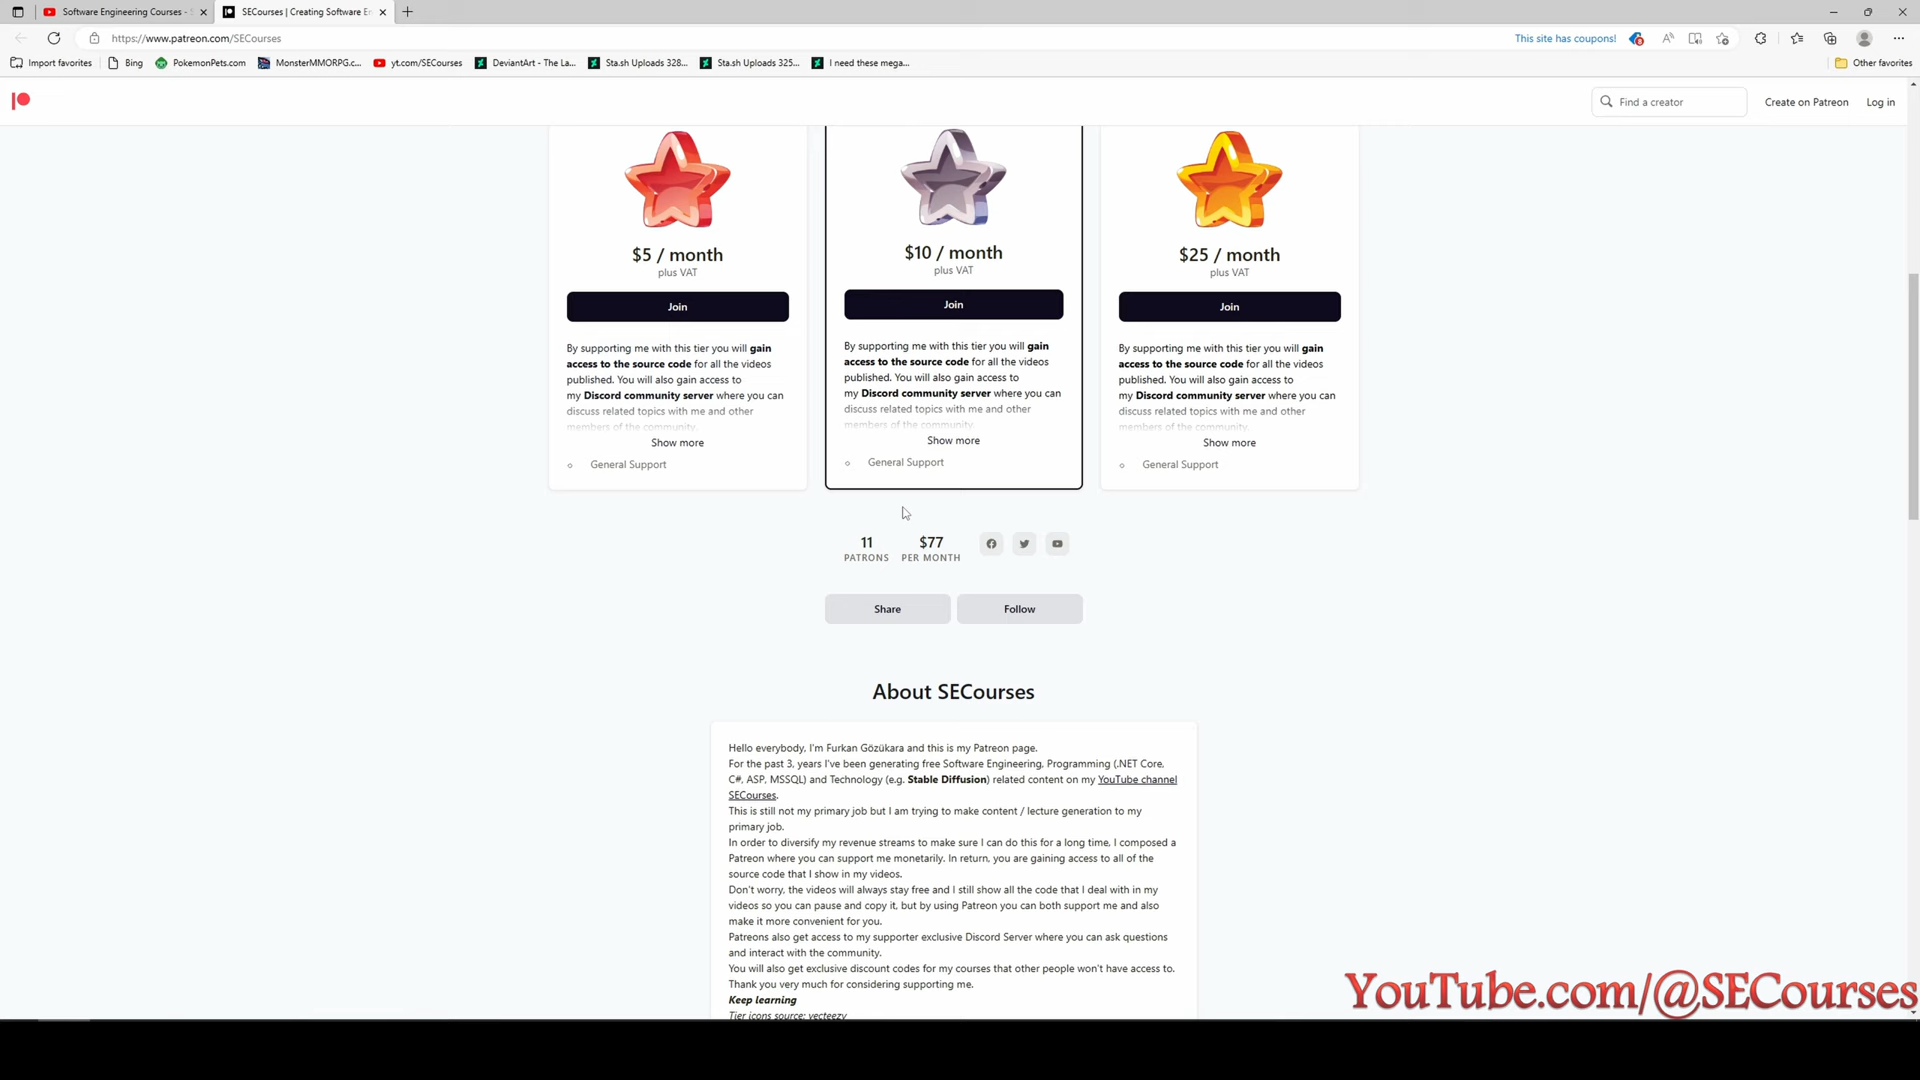 Software Engineering Courses -
SECourses | Creating Software E
https://www.patreon.com/SECourses
This site has coupons!
Import favorites
Bing
PokemonPets.com
MonsterMMORPG.c...
yt.com/SECourses
DeviantArt - The La...
Sta.sh Uploads 328...
Sta.sh Uploads 325...
I need these mega...
Other favorites
Find a creator
Create on Patreon
Log in
$5 / month
plus VAT
Join
By supporting me with this tier you will gain
access to the source code for all the videos
published. You will also gain access to
my Discord community server where you can
discuss related topics with me and other
members of the community.
Show more
General Support
$10 / month
plus VAT
Join
By supporting me with this tier you will gain
access to the source code for all the videos
published. You will also gain access to
my Discord community server where you can
discuss related topics with me and other
members of the community.
Show more
General Support
$25 / month
plus VAT
Join
By supporting me with this tier you will gain
access to the source code for all the videos
published. You will also gain access to
my Discord community server where you can
discuss related topics with me and other
members of the community.
Show more
General Support
11
PATRONS
$77
PER MONTH
Share
Follow
About SECourses
Hello everybody, I'm Furkan Gözükara and this is my Patreon page.
For the past 3, years I've been generating free Software Engineering, Programming (.NET Core,
C#, ASP, MSSQL) and Technology (e.g. Stable Diffusion) related content on my YouTube channel
SECourses.
This is still not my primary job but I am trying to make content / lecture generation to my
primary job.
In order to diversify my revenue streams to make sure I can do this for a long time, I composed a
Patreon where you can support me monetarily. In return, you are gaining access to all of the
source code that I show in my videos.
Don't worry, the videos will always stay free and I still show all the code that I deal with in my
videos so you can pause and copy it, but by using Patreon you can both support me and also
make it more convenient for you.
Patreons also get access to my supporter exclusive Discord Server where you can ask questions
and interact with the community.
You will also get exclusive discount codes for my courses that other people won't have access to.
Thank you very much for considering supporting me.
Keep learning
Tier icons source: vecteezy
YouTube.com/@SECourses